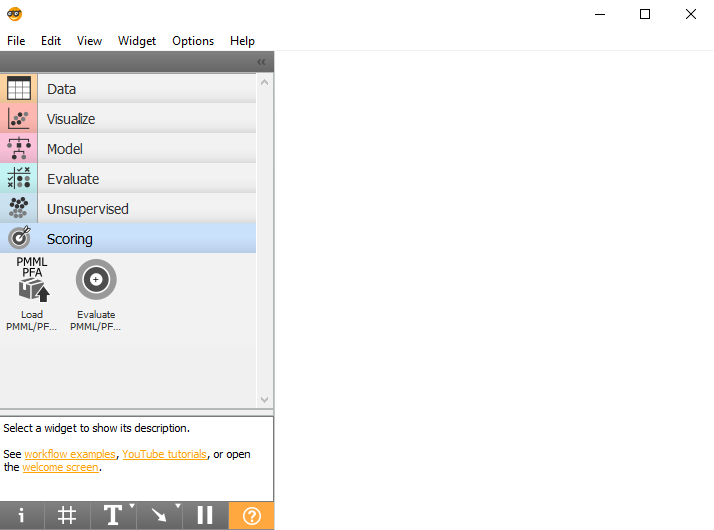 File Edit View Widget Options Help
Data
Visualize
Model
Evaluate
Unsupervised
Scoring
PMML
PFA
Load
PMML/PF...
Evaluate
PMML/PF...
Select a widget to show its description.
See workflow examples, YouTube tutorials, or open
the welcome screen.
i # T ?